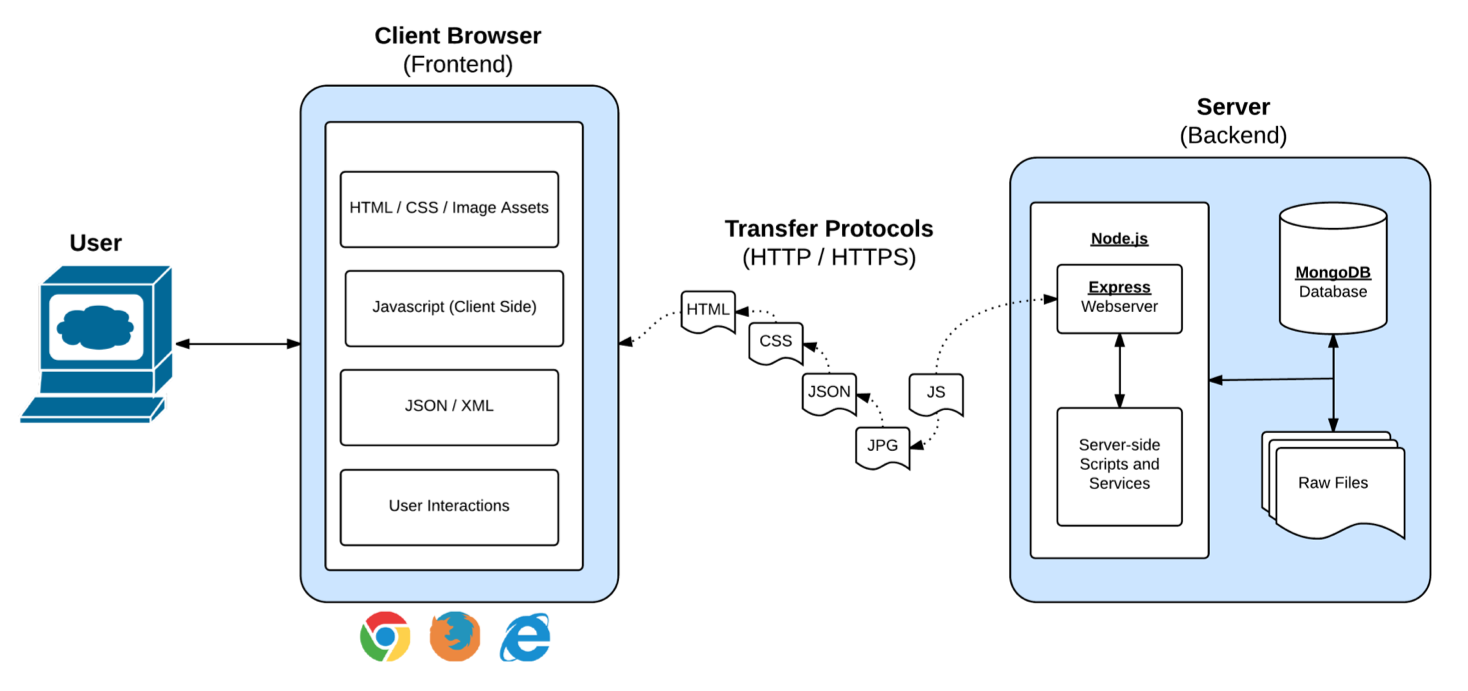 Client Browser
(Frontend)
Server
(Backend)
User
HTML / CSS / Image Assets
Javascript (Client Side)
JSON / XML
User Interactions
Transfer Protocols
(HTTP / HTTPS)
HTML
CSS
JSON
JPG
JS
Node.js
Express
Webserver
Server-side
Scripts and
Services
MongoDB
Database
Raw Files